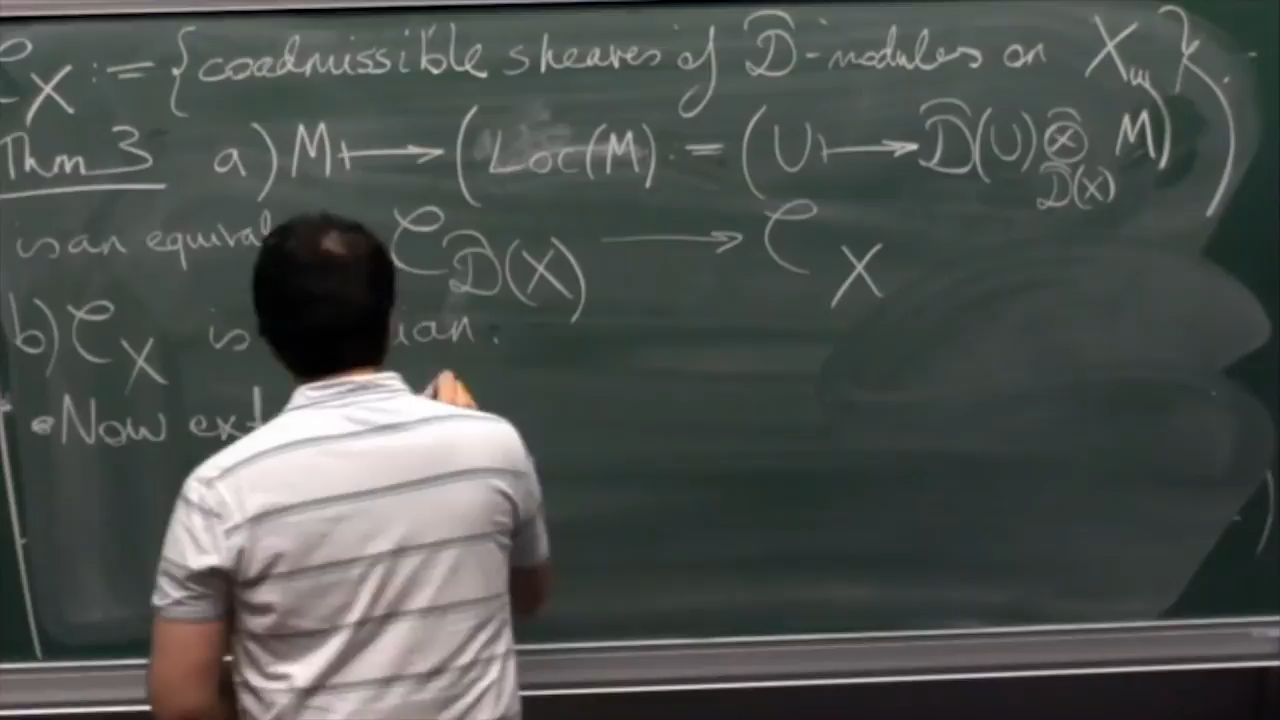 C_X := {coadmissible sheaves of D̂-modules on X_w}.
Thm 3 a) M ↦ (Loc(M) := (U ↦ D̂(U) ⊗̂_{D̂(X)} M))
is an equival C_{D̂(X)} → C_X
b) C_X is ian.
• Now ext